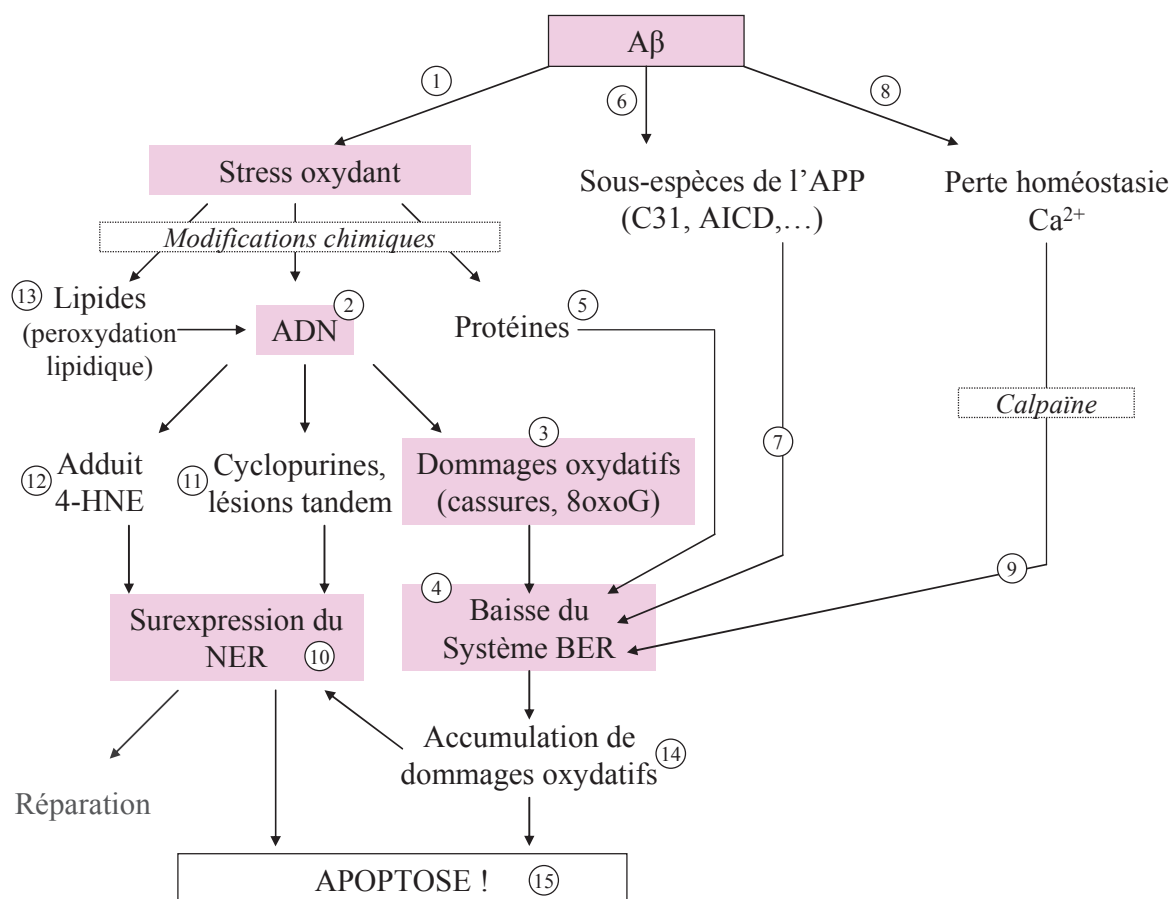 Aβ
①
⑥
⑧
Stress oxydant
Sous-espèces de l’APP
(C31, AICD,…)
Perte homéostasie
Ca²⁺
Modifications chimiques
⑬ Lipides
(peroxydation
lipidique)
②
ADN
⑤
Protéines
Calpaïne
③
⑦
⑫ Adduit
4-HNE
⑪ Cyclopurines,
lésions tandem
Dommages oxydatifs
(cassures, 8oxoG)
⑨
④ Baisse du
Système BER
Surexpression du
NER ⑩
Accumulation de
dommages oxydatifs ⑭
Réparation
APOPTOSE ! ⑮